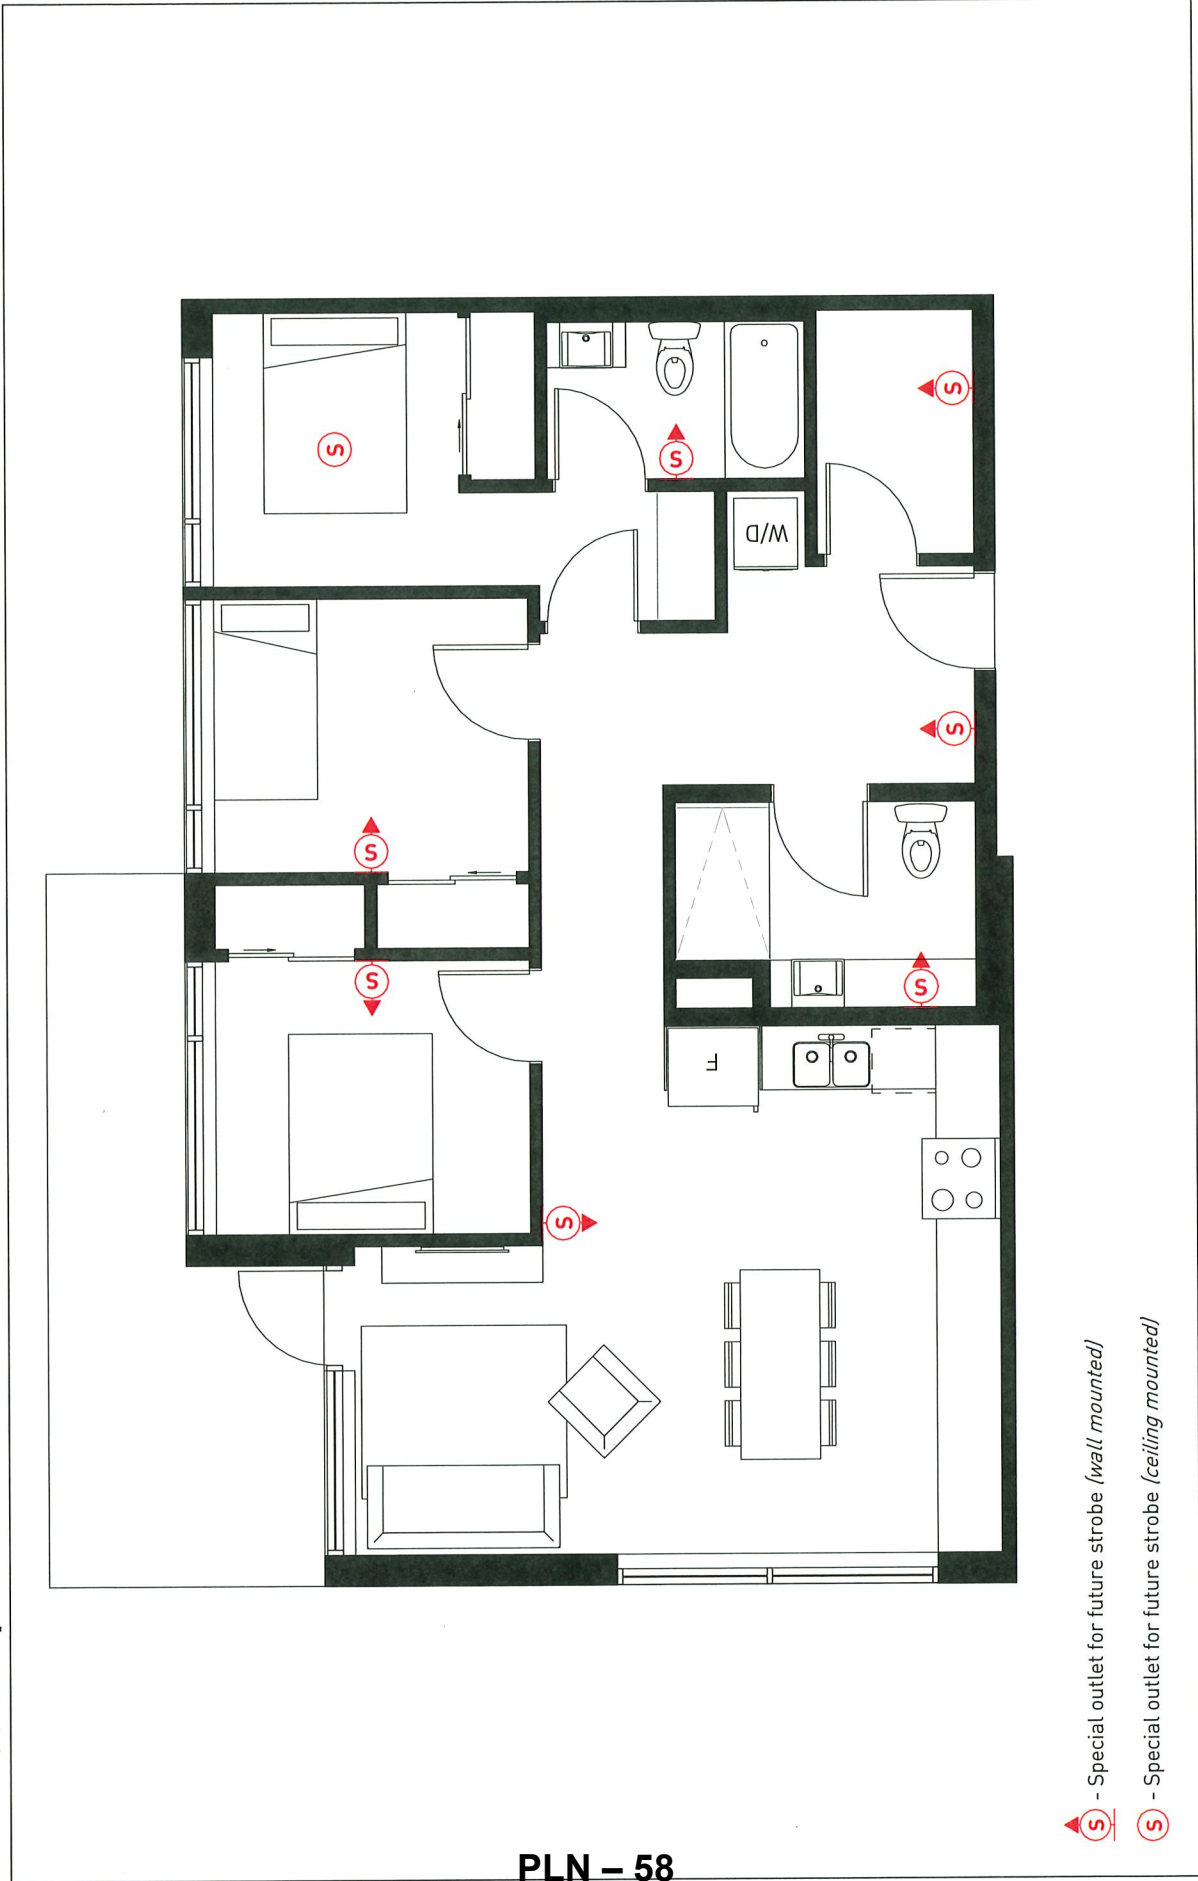 S
S
S
W/D
S
S
S
S
F
S
S - Special outlet for future strobe (wall mounted)
S - Special outlet for future strobe (ceiling mounted)
PLN – 58